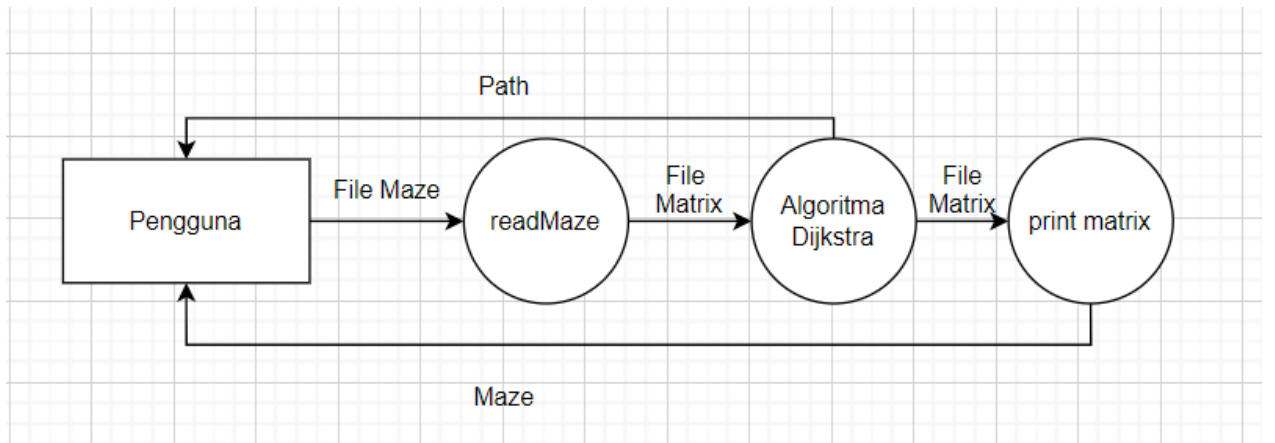 Path
File Maze
File
Matrix
File
Matrix
Pengguna
readMaze
Algoritma
Dijkstra
print matrix
Maze